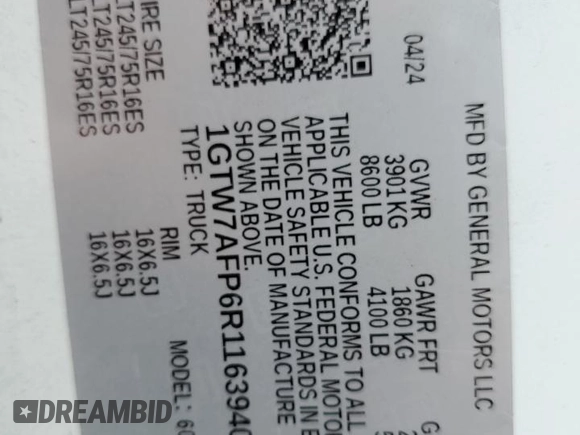 MFD BY GENERAL MOTORS LLC
04/24
GVWR
GAWR FRT
3901 KG
1860 KG
8600 LB
4100 LB
THIS VEHICLE CONFORMS TO ALL
APPLICABLE U.S. FEDERAL MOTOR
VEHICLE SAFETY STANDARDS IN
ON THE DATE OF MANUFACTURE
SHOWN ABOVE.
1GTW7AFP6R1163940
TYPE: TRUCK
MODEL:
IRE SIZE
RIM
LT245/75R16ES
16X6.5J
LT245/75R16ES
16X6.5J
LT245/75R16ES
16X6.5J
DREAMBID